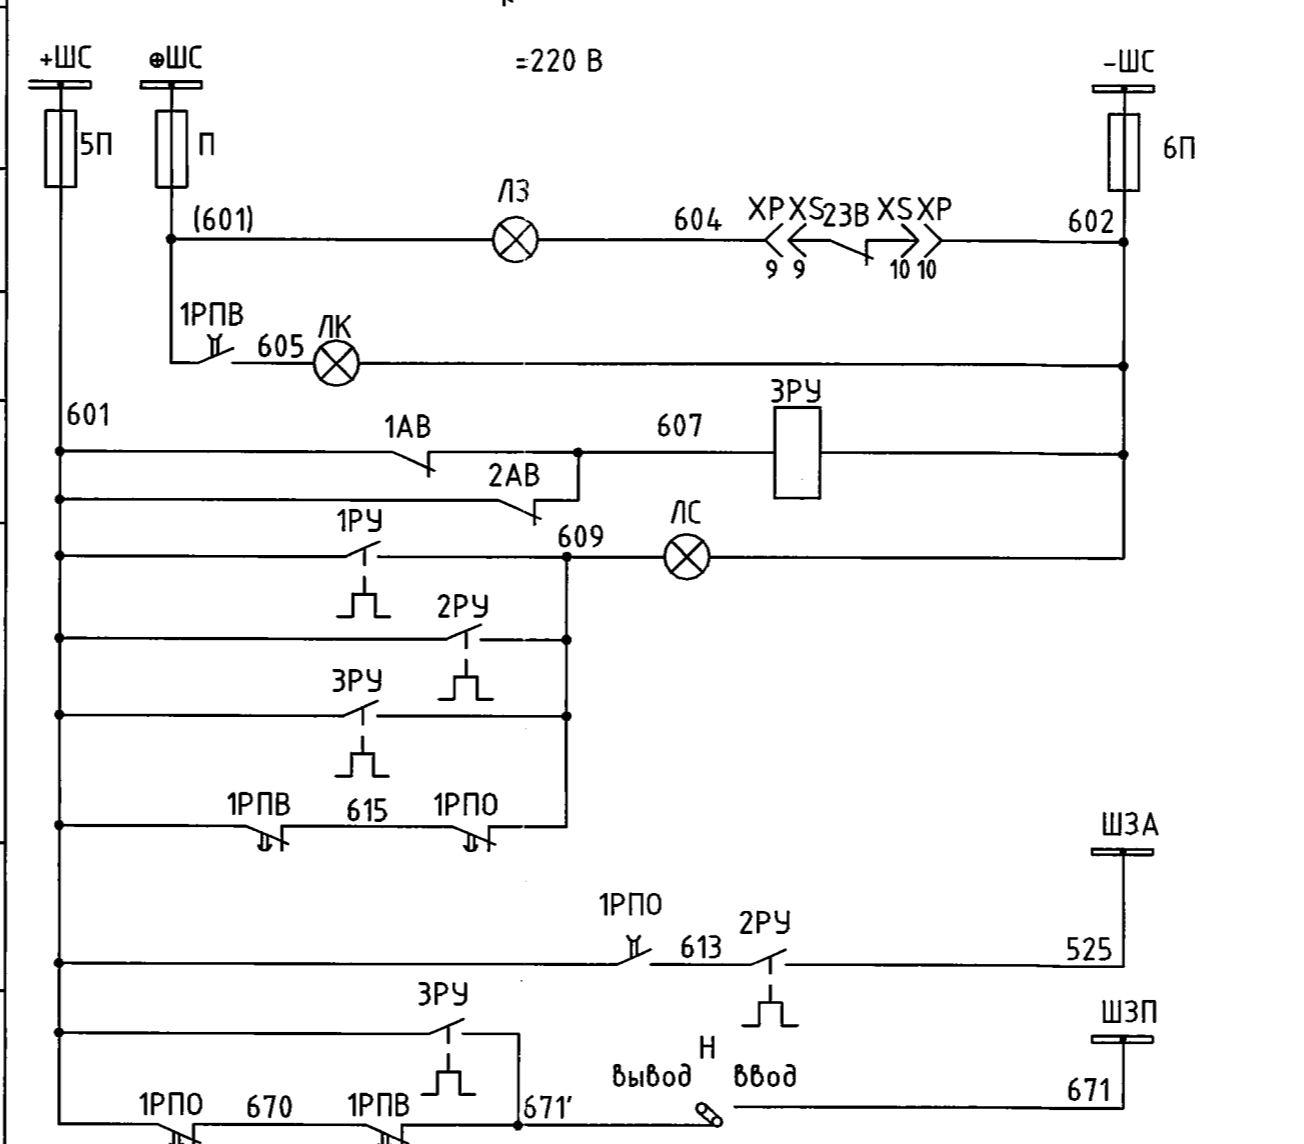 +ШС ⊕ШС =220 В -ШС
5П П 6П
(601) ЛЗ 604 XP XS 23В XS XP 602
9 9 10 10
1РПВ 605 ЛК
601 1АВ 607 3РУ
2АВ
1РУ 609 ЛС
2РУ
3РУ
1РПВ 615 1РПО
ШЗА
1РПО 613 2РУ 525
3РУ ШЗП
Н
вывод ввод
1РПО 670 1РПВ 671' 671